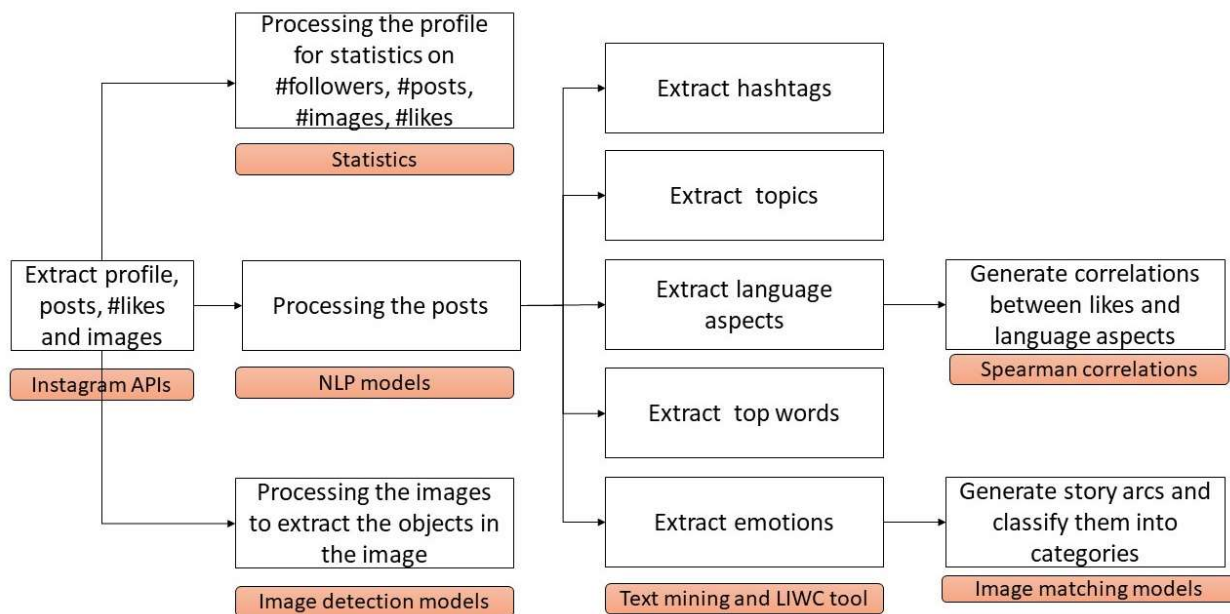 Processing the profile
for statistics on
#followers, #posts,
#images, #likes
Statistics
Extract profile,
posts, #likes
and images
Instagram APIs
Processing the posts
NLP models
Processing the images
to extract the objects in
the image
Image detection models
Extract hashtags
Extract topics
Extract language
aspects
Extract top words
Extract emotions
Text mining and LIWC tool
Generate correlations
between likes and
language aspects
Spearman correlations
Generate story arcs and
classify them into
categories
Image matching models